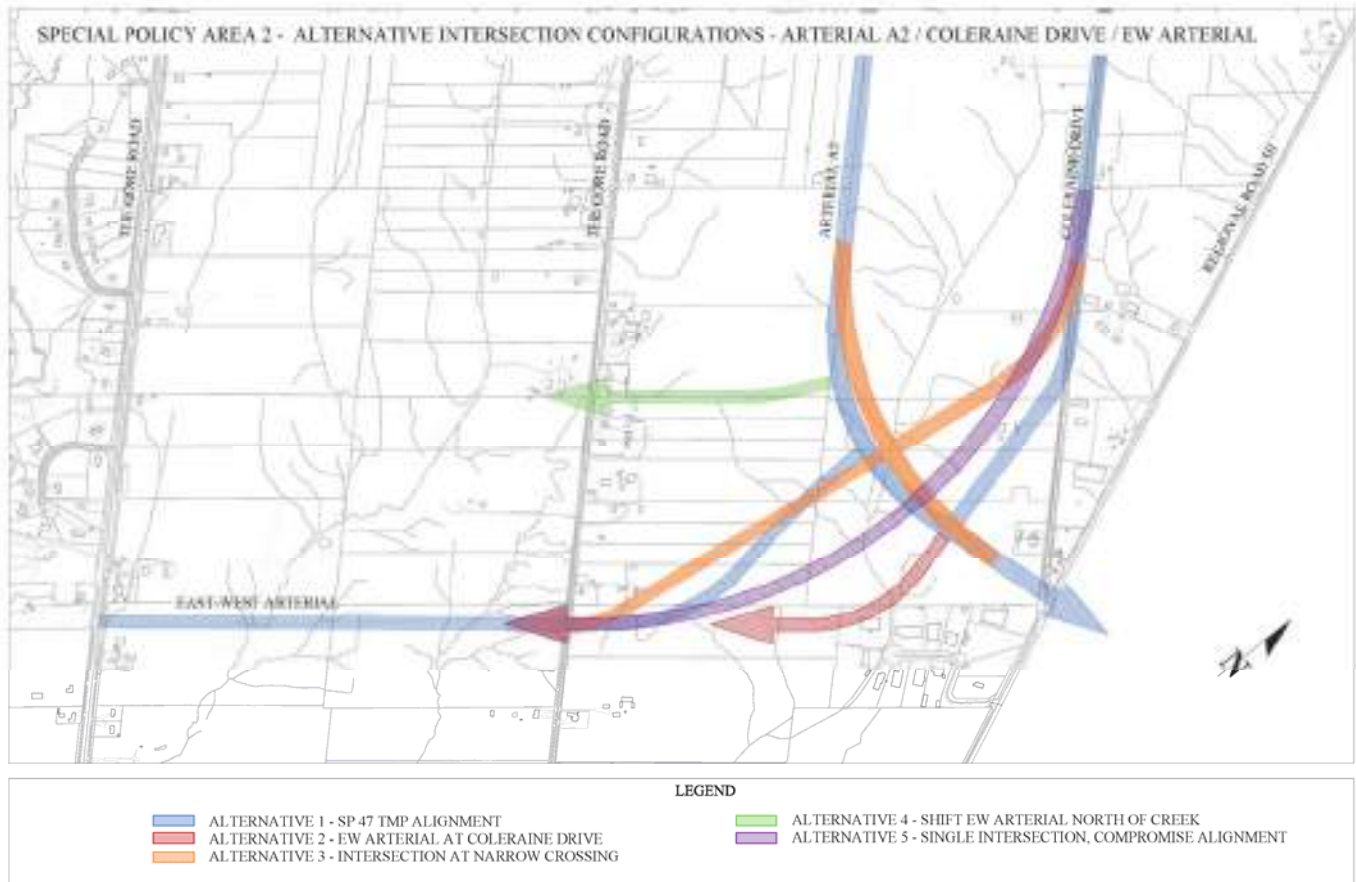 SPECIAL POLICY AREA 2 - ALTERNATIVE INTERSECTION CONFIGURATIONS - ARTERIAL A2 / COLERAINE DRIVE / EW ARTERIAL
THE GORE ROAD
ARTERIAL A2
COLERAINE DRIVE
REGIONAL ROAD 50
EAST-WEST ARTERIAL
N
LEGEND
ALTERNATIVE 1 - SP 47 TMP ALIGNMENT
ALTERNATIVE 2 - EW ARTERIAL AT COLERAINE DRIVE
ALTERNATIVE 3 - INTERSECTION AT NARROW CROSSING
ALTERNATIVE 4 - SHIFT EW ARTERIAL NORTH OF CREEK
ALTERNATIVE 5 - SINGLE INTERSECTION, COMPROMISE ALIGNMENT